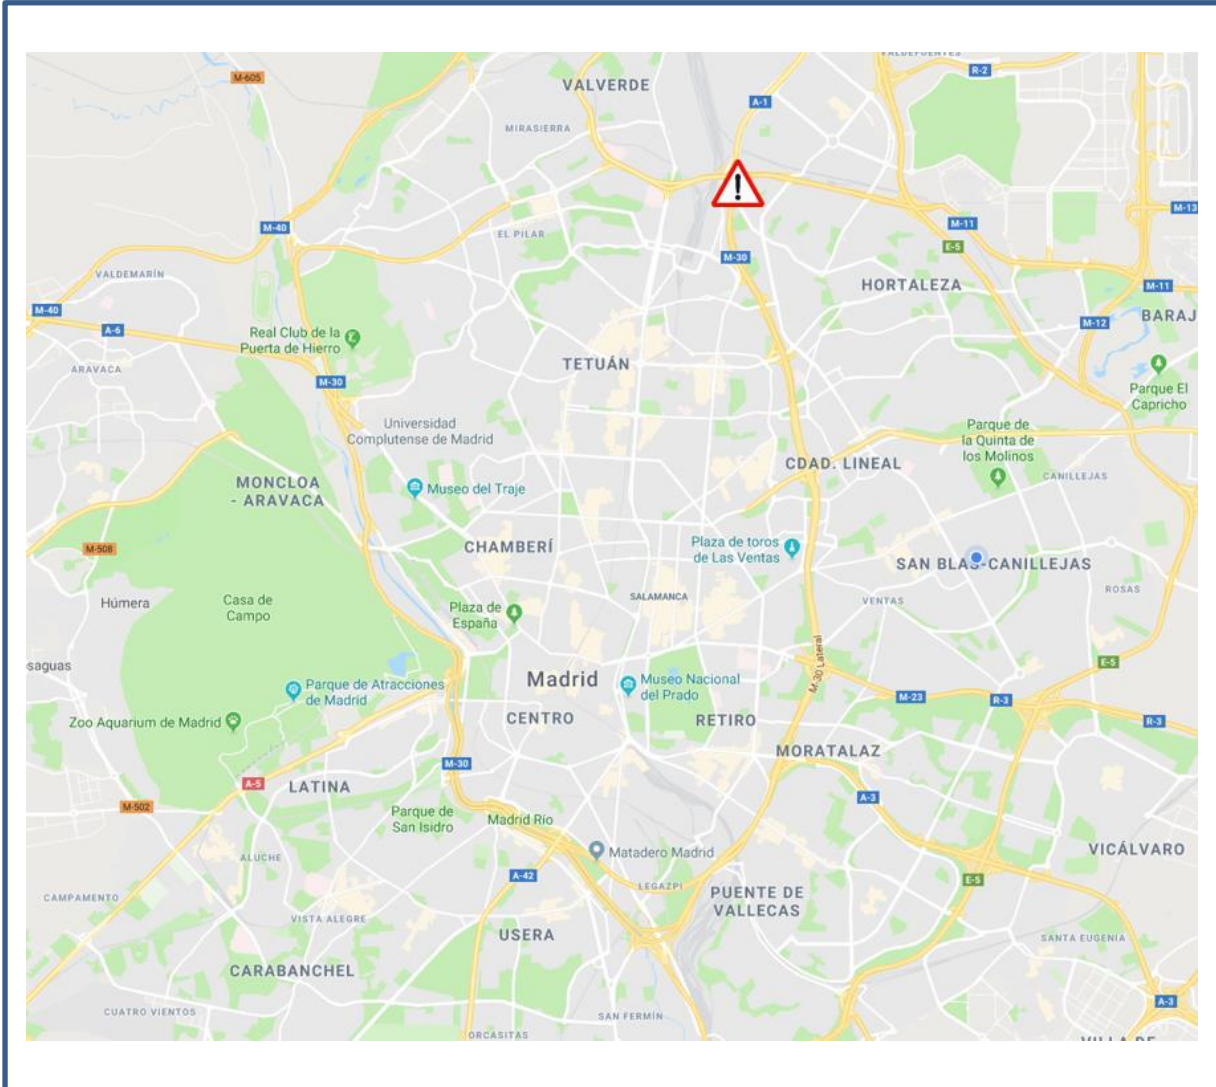 VALDEFUENTES
R-2
M-605
VALVERDE
A-1
MIRASIERRA
M-13
M-40
EL PILAR
M-11
E-5
M-30
VALDEMARÍN
HORTALEZA
M-11
M-40
BARAJ
A-6
Real Club de la
Puerta de Hierro
M-12
TETUÁN
ARAVACA
M-30
Parque El
Capricho
Universidad
Complutense de Madrid
Parque de
la Quinta de
los Molinos
CDAD. LINEAL
CANILLEJAS
MONCLOA
- ARAVACA
Museo del Traje
M-508
CHAMBERÍ
Plaza de toros
de Las Ventas
SAN BLAS-CANILLEJAS
Húmera
Casa de
Campo
Plaza de
España
SALAMANCA
VENTAS
ROSAS
M-30 Lateral
osaguas
E-5
Parque de Atracciones
de Madrid
Madrid
Museo Nacional
del Prado
M-23
R-3
Zoo Aquarium de Madrid
CENTRO
RETIRO
R-3
MORATALAZ
M-30
A-5
LATINA
A-3
M-502
Parque de
San Isidro
Madrid Río
Matadero Madrid
VICÁLVARO
ALUCHE
A-42
LEGAZPI
E-5
CAMPAMENTO
PUENTE DE
VALLECAS
VISTA ALEGRE
USERA
SANTA EUGENIA
CARABANCHEL
A-3
CUATRO VIENTOS
SAN FERMÍN
ORCASITAS
VILLA DE